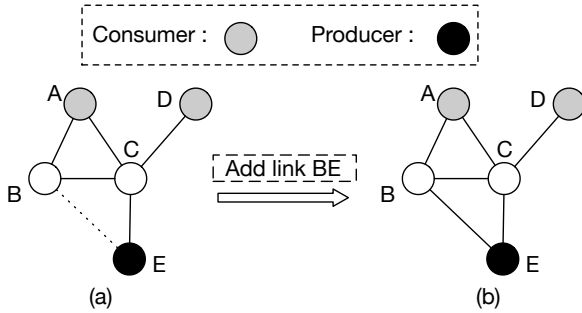 Consumer : Producer :
A D A D
C C
B Add link BE B
E E
(a) (b)